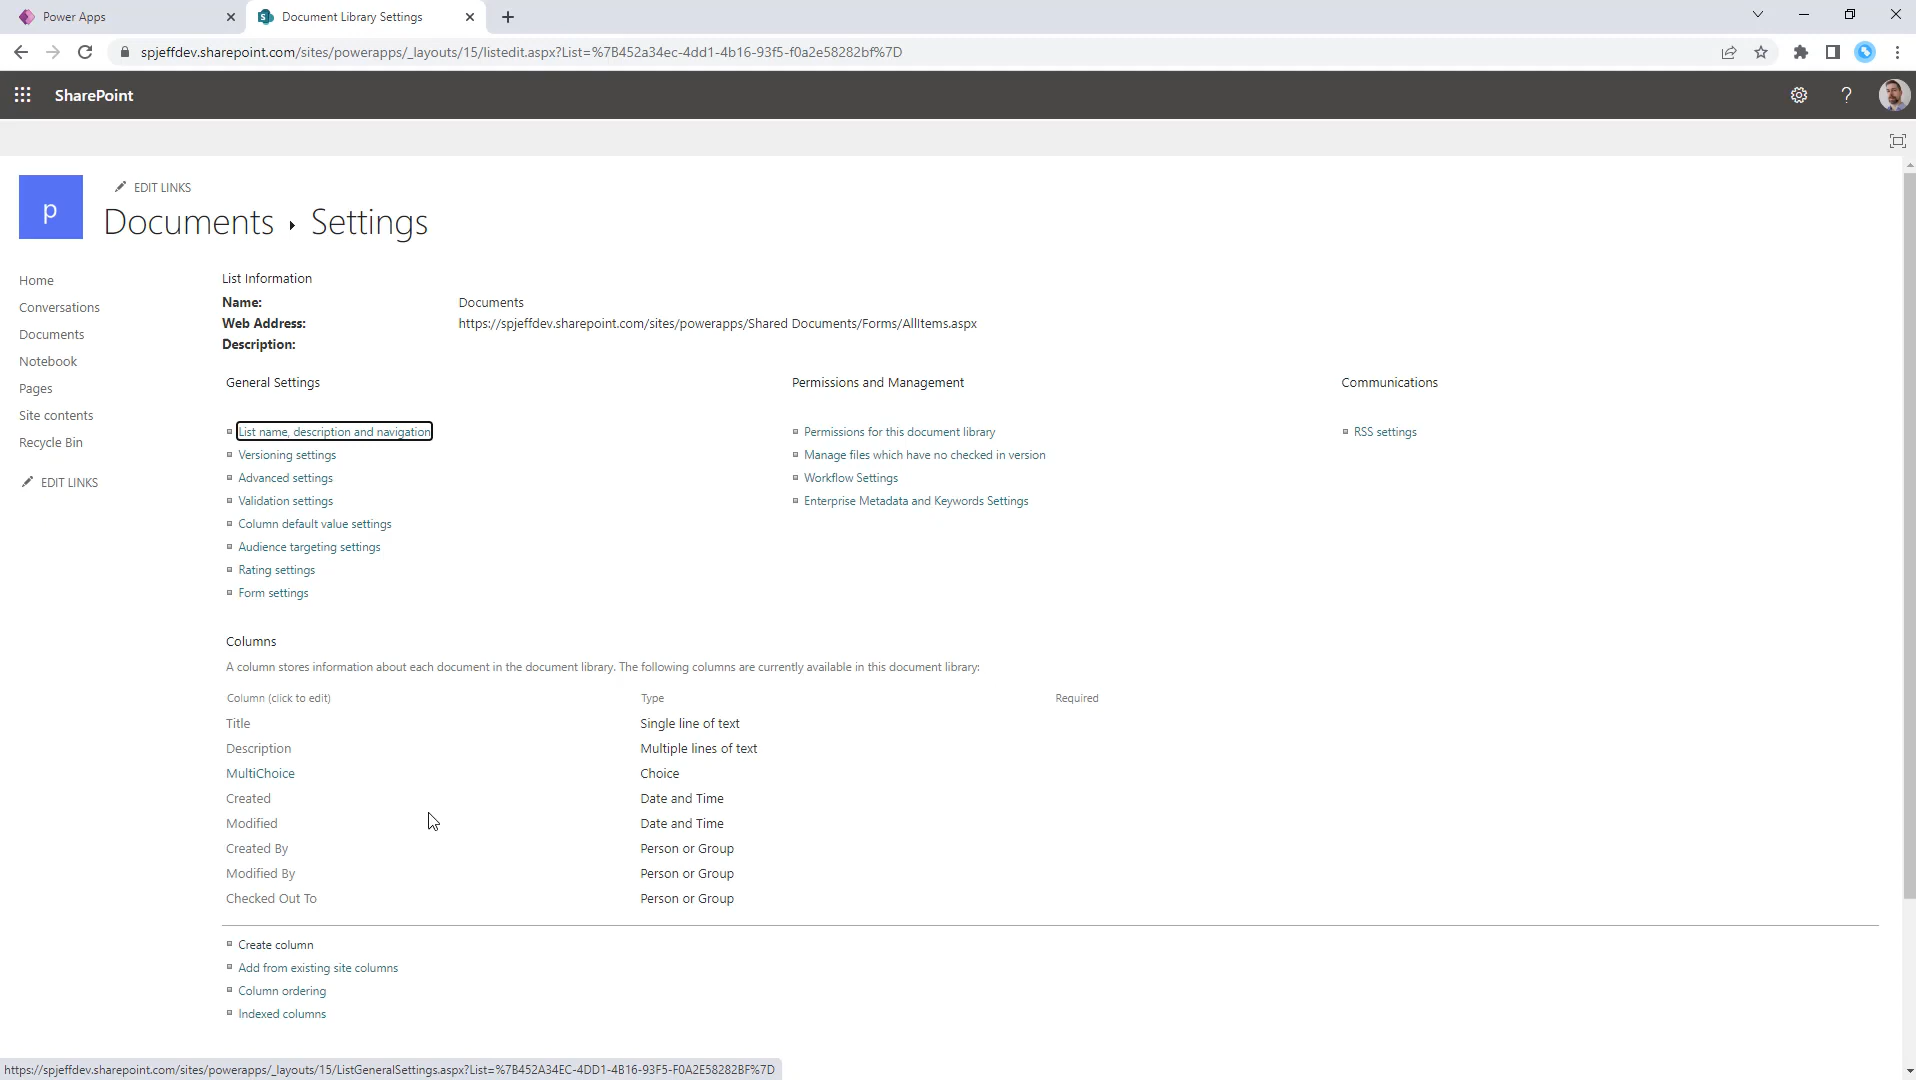 Power Apps
Document Library Settings
spjeffdev.sharepoint.com/sites/powerapps/_layouts/15/listedit.aspx?List=%7B452a34ec-4dd1-4b16-93f5-f0a2e58282bf%7D
SharePoint
?
p
EDIT LINKS
Documents
Settings
Home
Conversations
Documents
Notebook
Pages
Site contents
Recycle Bin
EDIT LINKS
List Information
Name: Documents
Web Address: https://spjeffdev.sharepoint.com/sites/powerapps/Shared Documents/Forms/AllItems.aspx
Description:
General Settings
List name, description and navigation
Versioning settings
Advanced settings
Validation settings
Column default value settings
Audience targeting settings
Rating settings
Form settings
Permissions and Management
Permissions for this document library
Manage files which have no checked in version
Workflow Settings
Enterprise Metadata and Keywords Settings
Communications
RSS settings
Columns
A column stores information about each document in the document library. The following columns are currently available in this document library:
Column (click to edit) Type Required
Title Single line of text
Description Multiple lines of text
MultiChoice Choice
Created Date and Time
Modified Date and Time
Created By Person or Group
Modified By Person or Group
Checked Out To Person or Group
Create column
Add from existing site columns
Column ordering
Indexed columns
https://spjeffdev.sharepoint.com/sites/powerapps/_layouts/15/ListGeneralSettings.aspx?List=%7B452A34EC-4DD1-4B16-93F5-F0A2E58282BF%7D